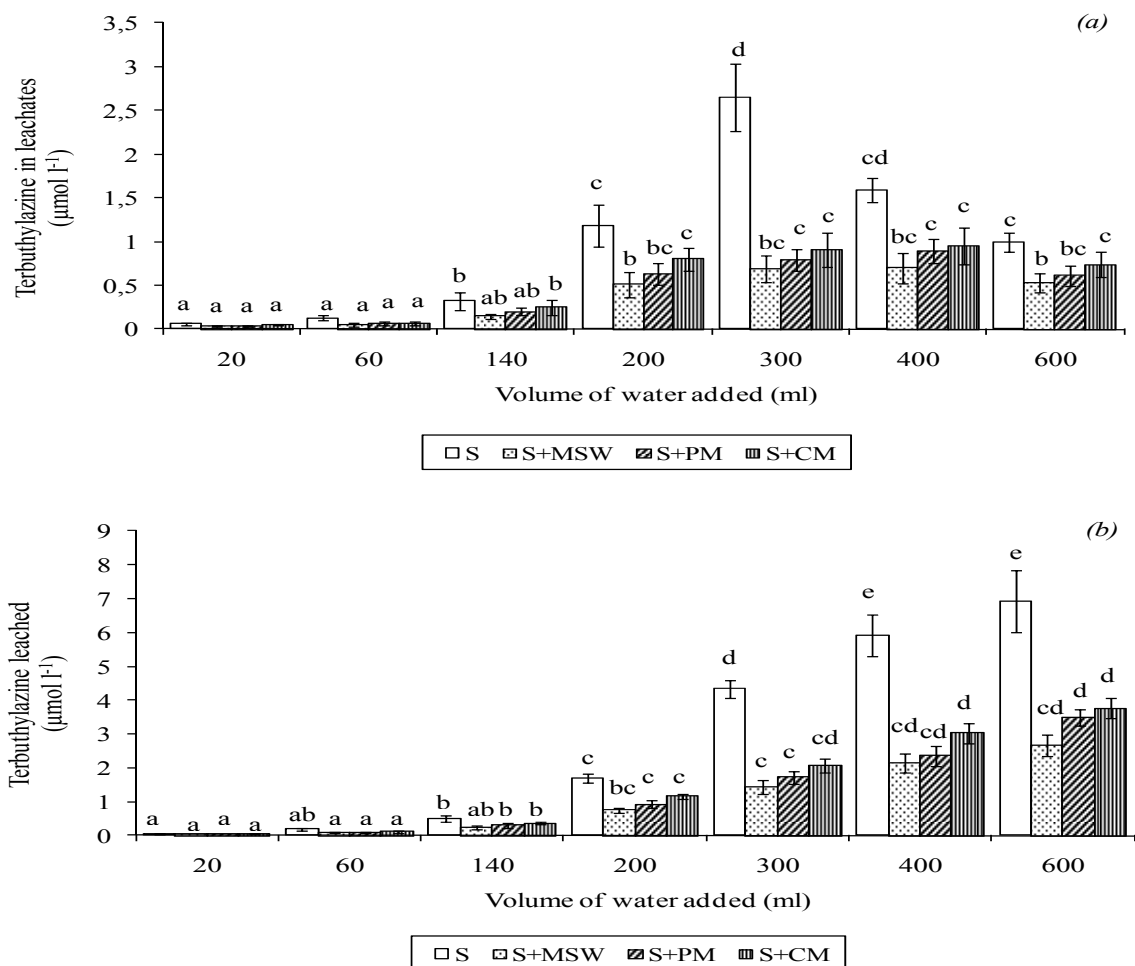 (a)
Terbuthylazine in leachates
(µmol l-1)
3,5
3
2,5
2
1,5
1
0,5
0
a a a a
a a a a
b ab ab b
c b bc c
d bc c c
cd bc c c
c b bc c
20 60 140 200 300 400 600
Volume of water added (ml)
S S+MSW S+PM S+CM
(b)
Terbuthylazine leached
(µmol l-1)
9
8
7
6
5
4
3
2
1
0
a a a a
ab a a a
b ab b b
c bc c c
d c c cd
e cd cd d
e cd d d
20 60 140 200 300 400 600
Volume of water added (ml)
S S+MSW S+PM S+CM